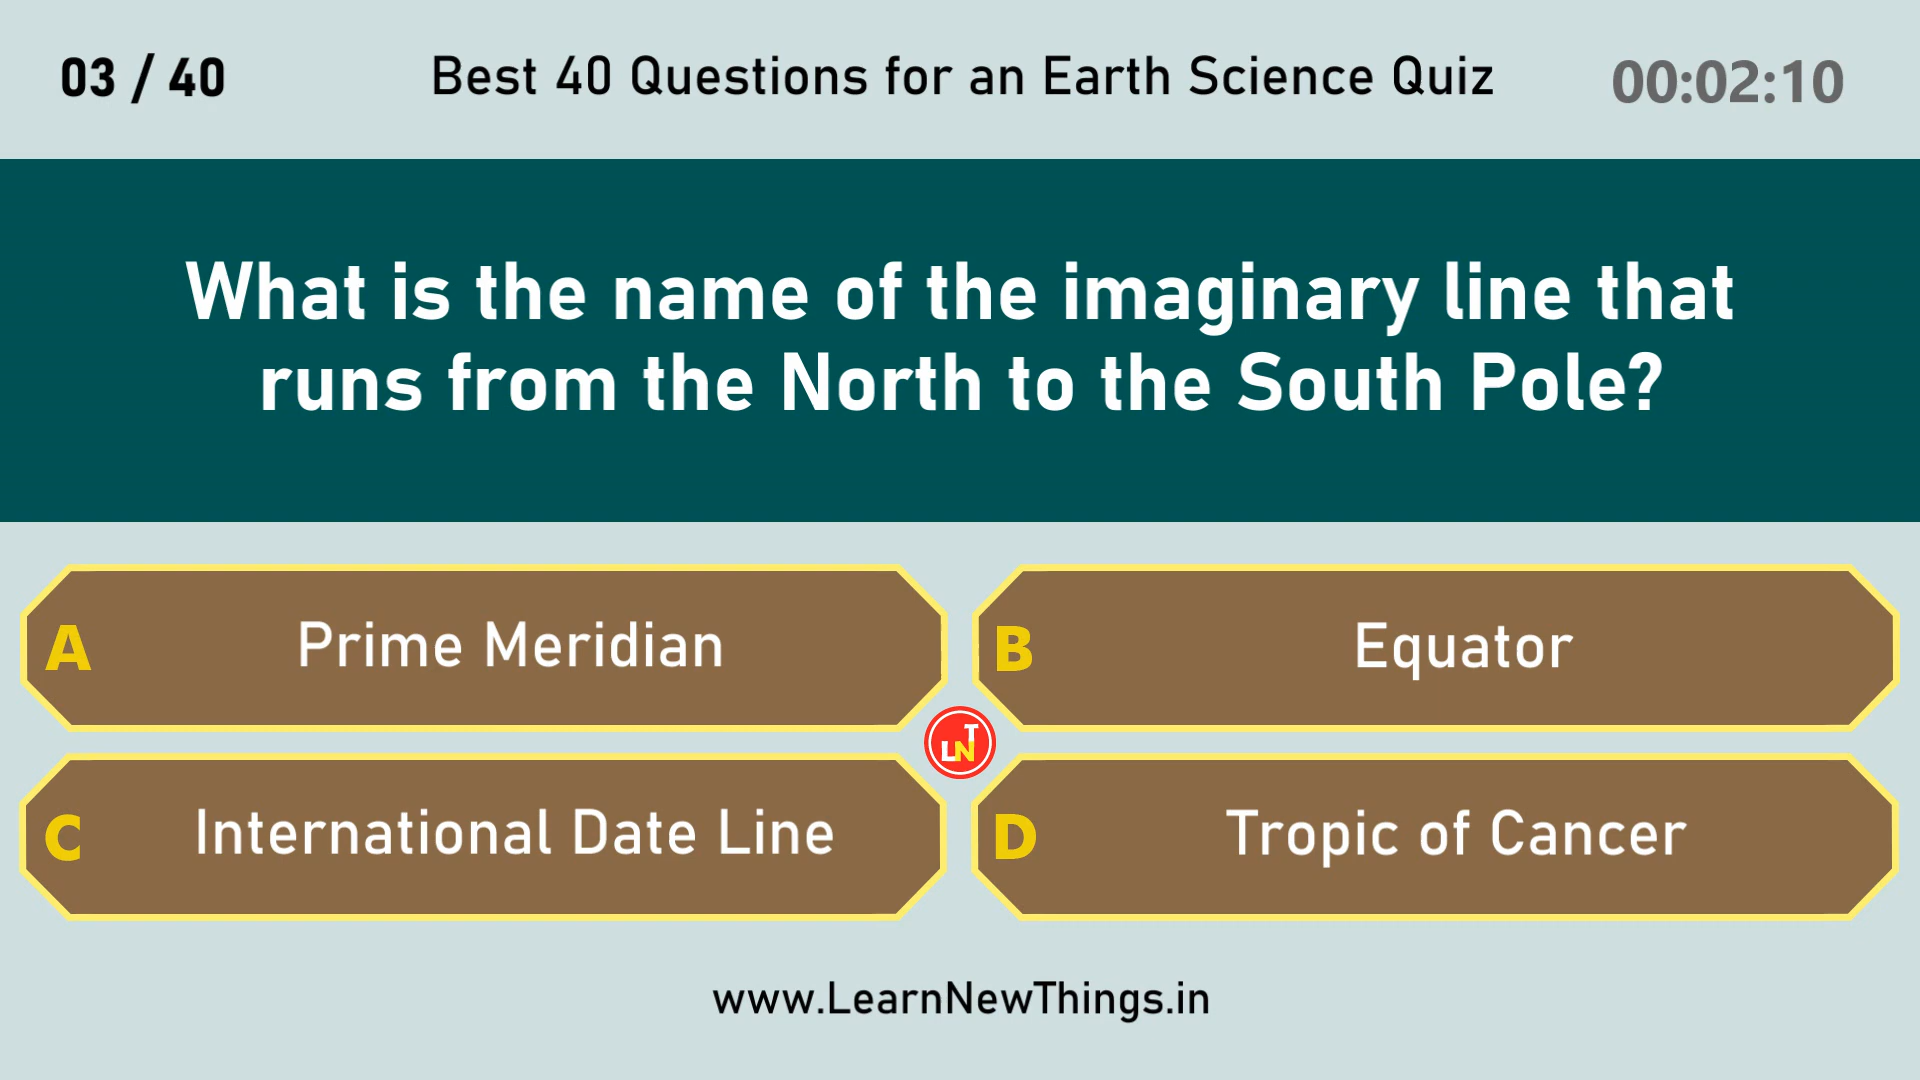 03 / 40
Best 40 Questions for an Earth Science Quiz
00:02:10
What is the name of the imaginary line that
runs from the North to the South Pole?
A Prime Meridian
B Equator
LNT
C International Date Line
D Tropic of Cancer
www.LearnNewThings.in